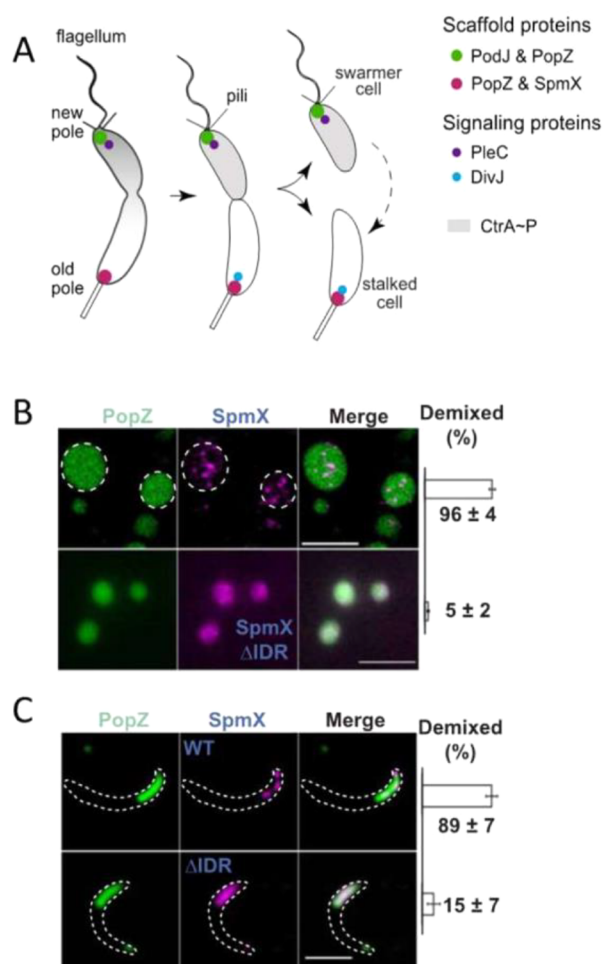 A
flagellum
new
pole
old
pole
pili
swarmer
cell
stalked
cell
Scaffold proteins
PodJ & PopZ
PopZ & SpmX
Signaling proteins
PleC
DivJ
CtrA~P
B
PopZ SpmX Merge Demixed
(%)
96 ± 4
SpmX
ΔIDR
5 ± 2
C
PopZ SpmX Merge Demixed
(%)
WT
89 ± 7
ΔIDR
15 ± 7